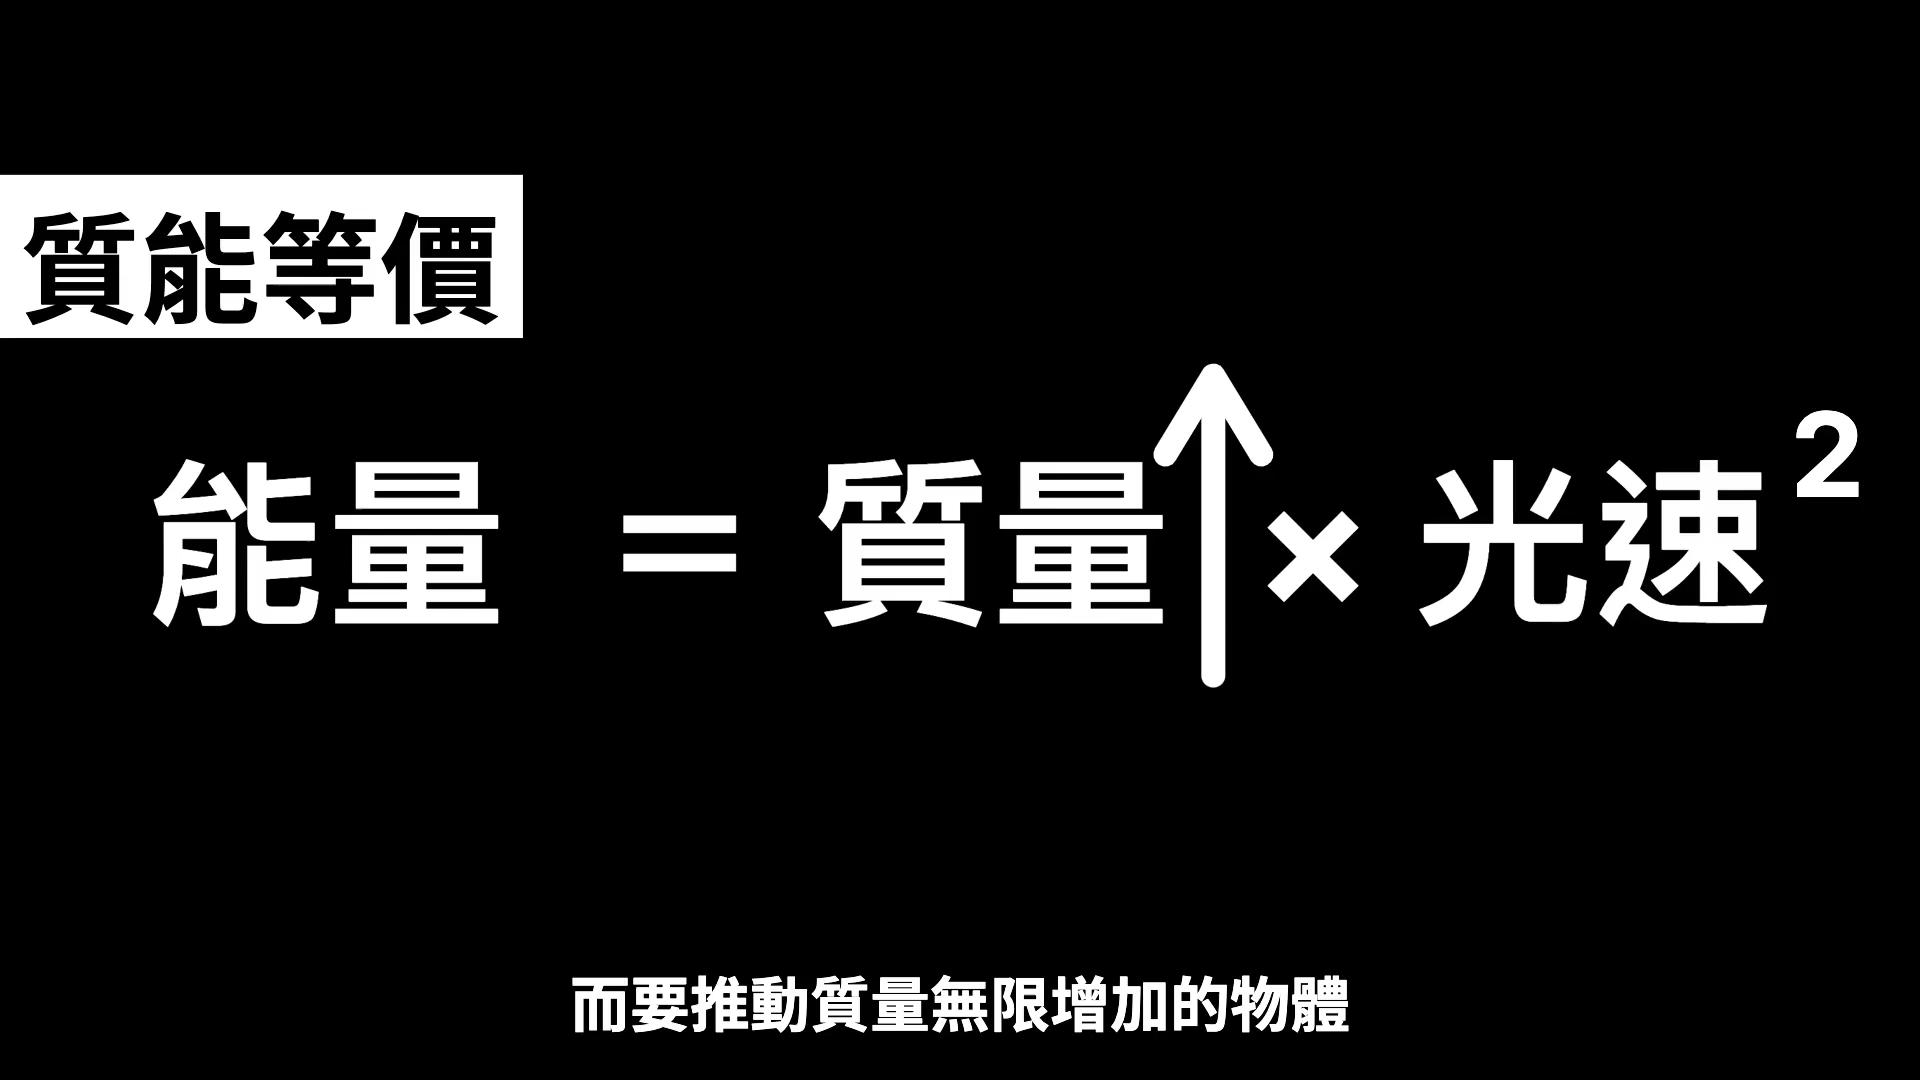 質能等價
能量 = 質量↑× 光速²
而要推動質量無限增加的物體